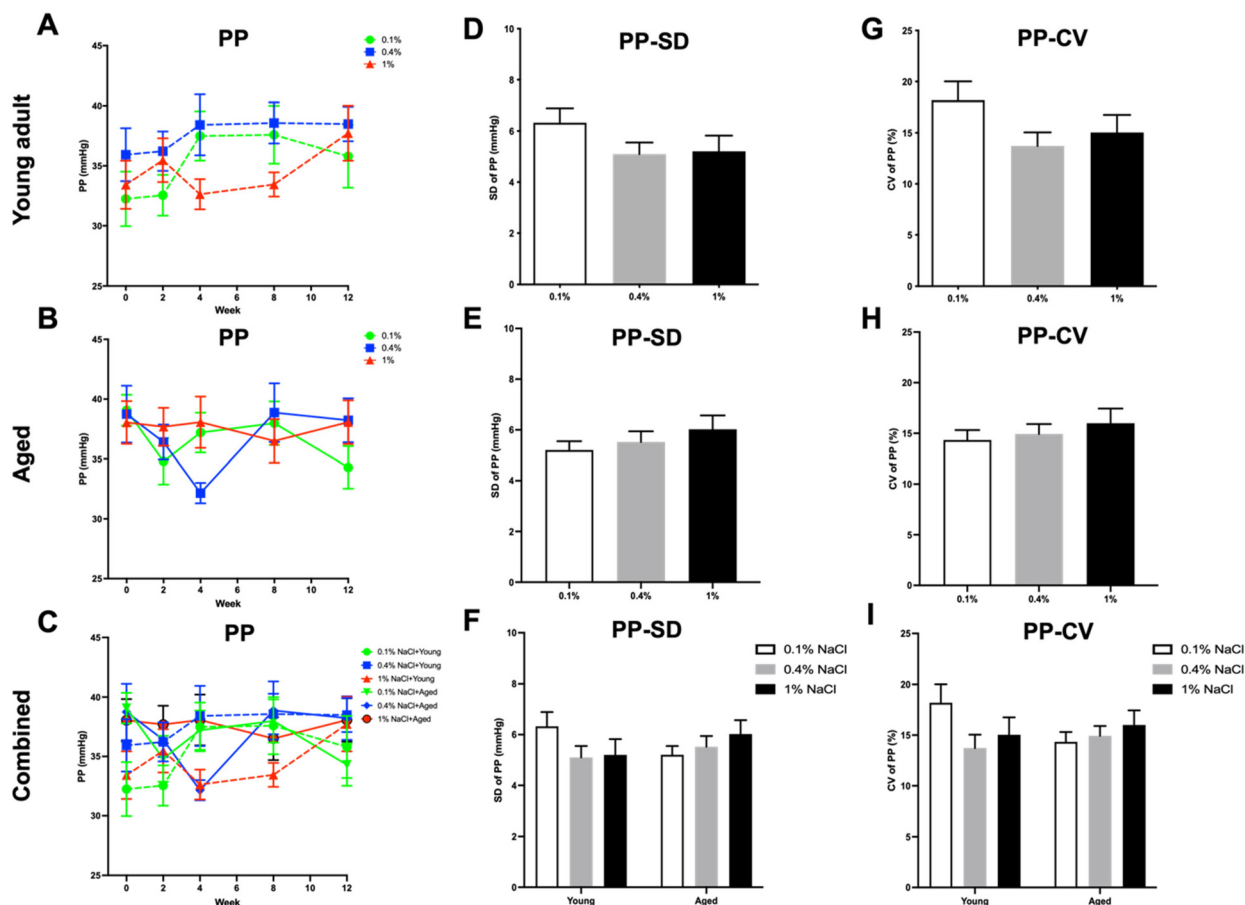 A
PP
0.1%
0.4%
1%
Young adult
PP (mmHg)
45
40
35
30
25
0 2 4 6 8 10 12
Week
D
PP-SD
SD of PP (mmHg)
10
8
6
4
2
0
0.1% 0.4% 1%
G
PP-CV
CV of PP (%)
25
20
15
10
5
0
0.1% 0.4% 1%
B
PP
0.1%
0.4%
1%
Aged
PP (mmHg)
45
40
35
30
25
0 2 4 6 8 10 12
Week
E
PP-SD
SD of PP (mmHg)
10
8
6
4
2
0
0.1% 0.4% 1%
H
PP-CV
CV of PP (%)
25
20
15
10
5
0
0.1% 0.4% 1%
C
PP
0.1% NaCl+Young
0.4% NaCl+Young
1% NaCl+Young
0.1% NaCl+Aged
0.4% NaCl+Aged
1% NaCl+Aged
Combined
PP (mmHg)
45
40
35
30
25
0 2 4 6 8 10 12
Week
F
PP-SD
0.1% NaCl
0.4% NaCl
1% NaCl
SD of PP (mmHg)
10
8
6
4
2
0
Young Aged
I
PP-CV
0.1% NaCl
0.4% NaCl
1% NaCl
CV of PP (%)
25
20
15
10
5
0
Young Aged